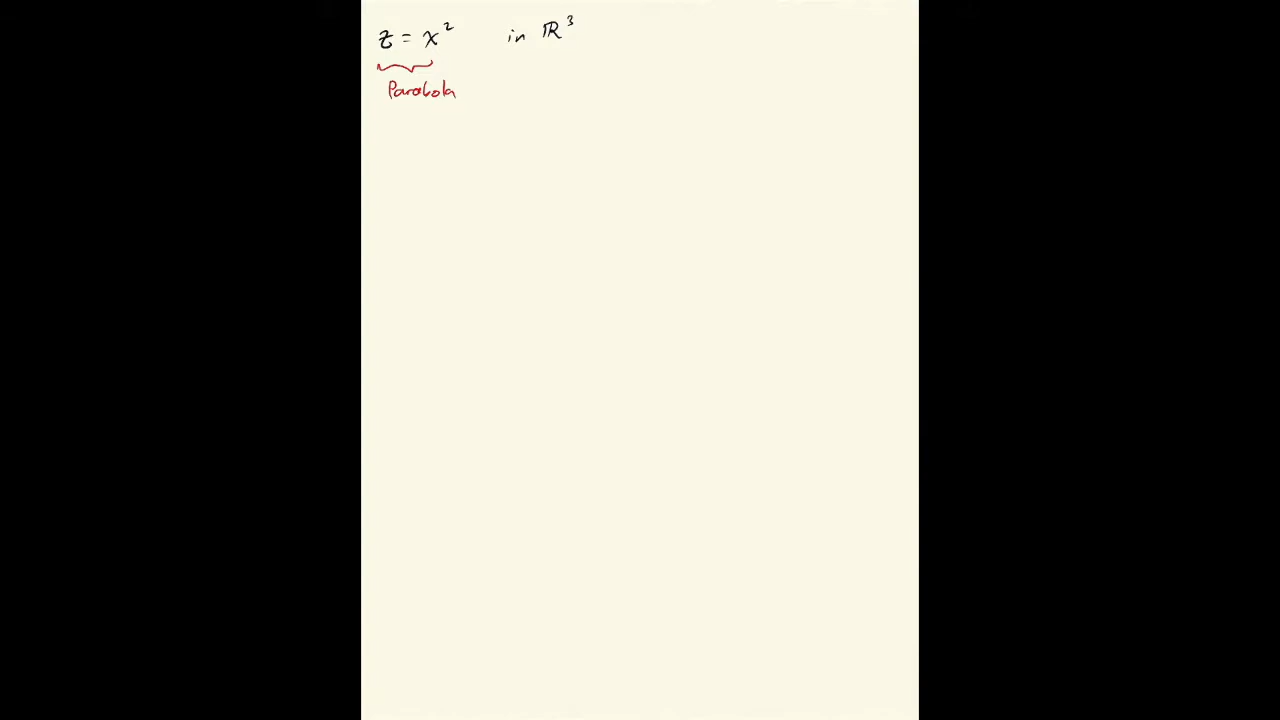 z = x² in ℝ³
Parabola